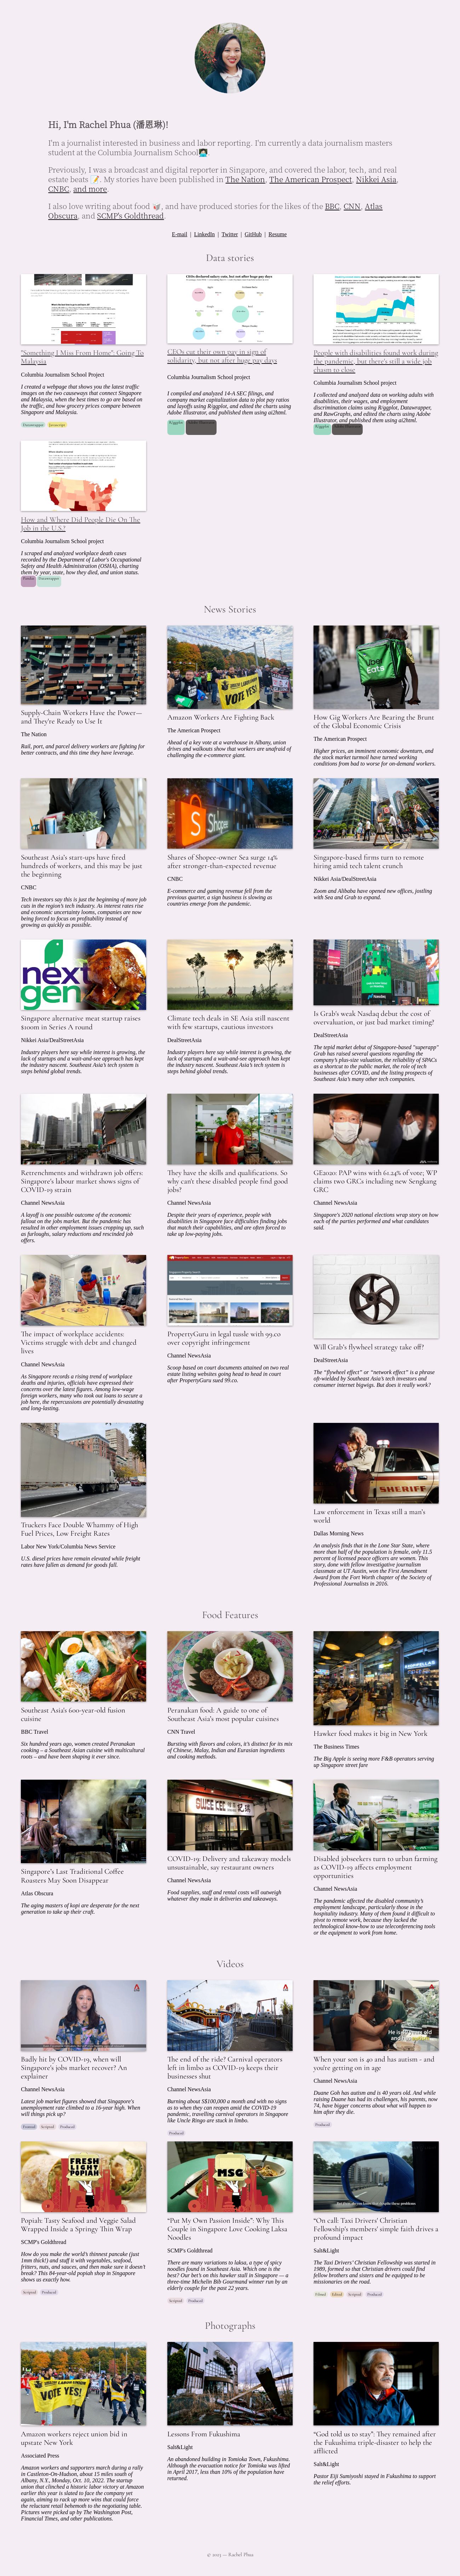 Hi, I'm Rachel Phua (潘恩琳)!
I'm a journalist interested in business and labor reporting. I'm currently a data journalism masters
student at the Columbia Journalism School👩🏻‍💻.
Previously, I was a broadcast and digital reporter in Singapore, and covered the labor, tech, and real
estate beats 📝. My stories have been published in The Nation, The American Prospect, Nikkei Asia,
CNBC, and more.
I also love writing about food 🥡, and have produced stories for the likes of the BBC, CNN, Atlas
Obscura, and SCMP's Goldthread.
E-mail | LinkedIn | Twitter | GitHub | Resume
Data stories
"Something I Miss From Home": Going To
Malaysia
Columbia Journalism School Project
I created a webpage that shows you the latest traffic
images on the two causeways that connect Singapore
and Malaysia, when the best times to go are based on
the traffic, and how grocery prices compare between
Singapore and Malaysia.
Datawrapper Javascript
CEOs cut their own pay in sign of
solidarity, but not after huge pay days
Columbia Journalism School project
I compiled and analyzed 14A SEC filings, and
company market capitalization data to plot pay ratios
and layoffs using R/ggplot, and edited the charts using
Adobe Illustrator, and published them using ai2html.
People with disabilities found work during
the pandemic, but there's still a wide job
chasm to close
Columbia Journalism School project
I collected and analyzed data on working adults with
disabilities, their wages, and employment
discrimination claims using R/ggplot, Datawrapper,
and RawGraphs, and edited the charts using Adobe
Illustrator, and published them using ai2html.
How and Where Did People Die On The
Job in the U.S.?
Columbia Journalism School project
I scraped and analyzed workplace death cases
recorded by the Department of Labor's Occupational
Safety and Health Administration (OSHA), charting
them by year, state, how they died, and union status.
Pandas Datawrapper
News Stories
Supply-Chain Workers Have the Power—
and They're Ready to Use It
The Nation
Rail, port, and parcel delivery workers are fighting for
better contracts, and this time they have leverage.
Amazon Workers Are Fighting Back
The American Prospect
Ahead of a key vote at a warehouse in Albany, union
drives and walkouts show that workers are unafraid of
challenging the e-commerce giant.
How Gig Workers Are Bearing the Brunt
of the Global Economic Crisis
The American Prospect
Higher prices, an imminent economic downturn, and
the stock market turmoil have turned working
conditions from bad to worse for on-demand workers.
Southeast Asia's start-ups have fired
hundreds of workers, and this may be just
the beginning
CNBC
Tech investors say this is just the beginning of more job
cuts in the region's tech industry. As interest rates rise
and economic uncertainty looms, companies are now
being forced to focus on profitability instead of
growing as quickly as possible.
Shares of Shopee-owner Sea surge 14%
after stronger-than-expected revenue
CNBC
E-commerce and gaming revenue fell from the
previous quarter, a sign business is slowing as
countries emerge from the pandemic.
Singapore-based firms turn to remote
hiring amid tech talent crunch
Nikkei Asia/DealStreetAsia
Zoom and Alibaba have opened new offices, jostling
with Sea and Grab to expand.
Singapore alternative meat startup raises
$100m in Series A round
Nikkei Asia/DealStreetAsia
Industry players here say while interest is growing, the
lack of startups and a wait-and-see approach has kept
the industry nascent. Southeast Asia's tech system is
steps behind global trends.
Climate tech deals in SE Asia still nascent
with few startups, cautious investors
DealStreetAsia
Industry players here say while interest is growing, the
lack of startups and a wait-and-see approach has kept
the industry nascent. Southeast Asia's tech system is
steps behind global trends.
Is Grab's weak Nasdaq debut the cost of
overvaluation, or just bad market timing?
DealStreetAsia
The tepid market debut of Singapore-based "superapp"
Grab has raised several questions regarding the
company's plus-size valuation, the reliability of SPACs
as a shortcut to the public market, the role of tech
businesses after COVID, and the listing prospects of
Southeast Asia's many other tech companies.
Retrenchments and withdrawn job offers:
Singapore's labour market shows signs of
COVID-19 strain
Channel NewsAsia
A layoff is one possible outcome of the economic
fallout on the jobs market. But the pandemic has
resulted in other employment issues cropping up, such
as furloughs, salary reductions and rescinded job
offers.
They have the skills and qualifications. So
why can't these disabled people find good
jobs?
Channel NewsAsia
Despite their years of experience, people with
disabilities in Singapore face difficulties finding jobs
that match their capabilities, and are often forced to
take up low-paying jobs.
GE2020: PAP wins with 61.24% of vote; WP
claims two GRCs including new Sengkang
GRC
Channel NewsAsia
Singapore's 2020 national elections wrap story on how
each of the parties performed and what candidates
said.
The impact of workplace accidents:
Victims struggle with debt and changed
lives
Channel NewsAsia
As Singapore records a rising trend of workplace
deaths and injuries, officials have expressed their
concerns over the latest figures. Among low-wage
foreign workers, many who took out loans to secure a
job here, the repercussions are potentially devastating
and long-lasting.
PropertyGuru in legal tussle with 99.co
over copyright infringement
Channel NewsAsia
Scoop based on court documents attained on two real
estate listing websites going head to head in court
after PropertyGuru sued 99.co.
Will Grab's flywheel strategy take off?
DealStreetAsia
The "flywheel effect" or "network effect" is a phrase
oft-wielded by Southeast Asia's tech investors and
consumer internet bigwigs. But does it really work?
Truckers Face Double Whammy of High
Fuel Prices, Low Freight Rates
Labor New York/Columbia News Service
U.S. diesel prices have remain elevated while freight
rates have fallen as demand for goods fall.
Law enforcement in Texas still a man's
world
Dallas Morning News
An analysis finds that in the Lone Star State, where
more than half of the population is female, only 11.5
percent of licensed peace officers are women. This
story, done with fellow investigative journalism
classmate at UT Austin, won the First Amendment
Award from the Fort Worth chapter of the Society of
Professional Journalists in 2016.
Food Features
Southeast Asia's 600-year-old fusion
cuisine
BBC Travel
Six hundred years ago, women created Peranakan
cooking – a Southeast Asian cuisine with multicultural
roots – and have been shaping it ever since.
Peranakan food: A guide to one of
Southeast Asia's most popular cuisines
CNN Travel
Bursting with flavors and colors, it's distinct for its mix
of Chinese, Malay, Indian and Eurasian ingredients
and cooking methods.
Hawker food makes it big in New York
The Business Times
The Big Apple is seeing more F&B operators serving
up Singapore street fare
Singapore's Last Traditional Coffee
Roasters May Soon Disappear
Atlas Obscura
The aging masters of kopi are desperate for the next
generation to take up their craft.
COVID-19: Delivery and takeaway models
unsustainable, say restaurant owners
Channel NewsAsia
Food supplies, staff and rental costs still outweigh
whatever they make in deliveries and takeaways.
Disabled jobseekers turn to urban farming
as COVID-19 affects employment
opportunities
Channel NewsAsia
The pandemic affected the disabled community's
employment landscape, particularly those in the
hospitality industry. Many of them found it difficult to
pivot to remote work, because they lacked the
technological know-how to use teleconferencing tools
or the equipment to work from home.
Videos
Badly hit by COVID-19, when will
Singapore's jobs market recover? An
explainer
Channel NewsAsia
Latest job market figures showed that Singapore's
unemployment rate climbed to a 16-year high. When
will things pick up?
Scripted Produced
The end of the ride? Carnival operators
left in limbo as COVID-19 keeps their
businesses shut
Channel NewsAsia
Burning about S$100,000 a month and with no signs
as to when they can reopen amid the COVID-19
pandemic, travelling carnival operators in Singapore
like Uncle Ringo are stuck in limbo.
Produced
When your son is 40 and has autism - and
you're getting on in age
Channel NewsAsia
Duane Goh has autism and is 40 years old. And while
raising Duane has had its challenges, his parents, now
74, have bigger concerns about what will happen to
him after they die.
Produced
Popiah: Tasty Seafood and Veggie Salad
Wrapped Inside a Springy Thin Wrap
SCMP's Goldthread
How do you make the world's thinnest pancake (just
1mm thick!) and stuff it with vegetables, seafood,
fritters, nuts, and sauces, and then make sure it doesn't
break? This 84-year-old popiah shop in Singapore
shows us exactly how.
Scripted Produced
"Put My Own Passion Inside": Why This
Couple in Singapore Love Cooking Laksa
Noodles
SCMP's Goldthread
There are many variations to laksa, a type of spicy
noodles found in Southeast Asia. Which one is the
best? Our bet's on this hawker stall in Singapore — a
three-time Michelin Bib Gourmand winner run by an
elderly couple for the past 22 years.
Scripted Produced
"On call: Taxi Drivers' Christian
Fellowship's members' simple faith drives a
profound impact
Salt&Light
The Taxi Drivers' Christian Fellowship was started in
1989, formed so that Christian drivers could find
fellow brothers and sisters and be equipped to be
missionaries on the road.
Filmed Edited Scripted Produced
Photographs
Amazon workers reject union bid in
upstate New York
Associated Press
Amazon workers and supporters march during a rally
in Castleton-On-Hudson, about 15 miles south of
Albany, N.Y., Monday, Oct. 10, 2022. The startup
union that clinched a historic labor victory at Amazon
earlier this year is slated to face the company yet
again, aiming to rack up more wins that could force
the reluctant retail behemoth to the negotiating table.
Pictures were picked up by The Washington Post,
Financial Times, and other publications.
Lessons From Fukushima
Salt&Light
An abandoned building in Tomioka Town, Fukushima.
Although the evacuation notice for Tomioka was lifted
in April 2017, less than 10% of the population have
returned.
"God told us to stay": They remained after
the Fukushima triple-disaster to help the
afflicted
Salt&Light
Pastor Eiji Sumiyoshi stayed in Fukushima to support
the relief efforts.
© 2023 — Rachel Phua